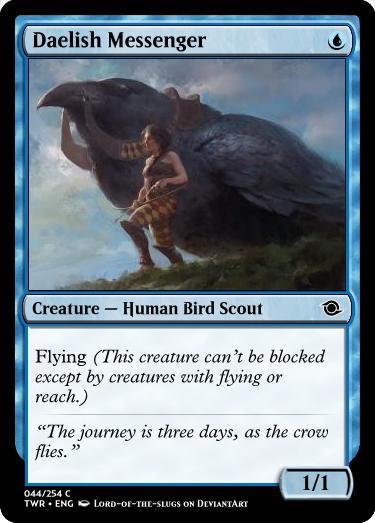 Daelish Messenger
Creature — Human Bird Scout
Flying (This creature can't be blocked
except by creatures with flying or
reach.)
“The journey is three days, as the crow
flies.”
1/1
044/254 C
TWR • ENG Lord-of-the-slugs on DeviantArt